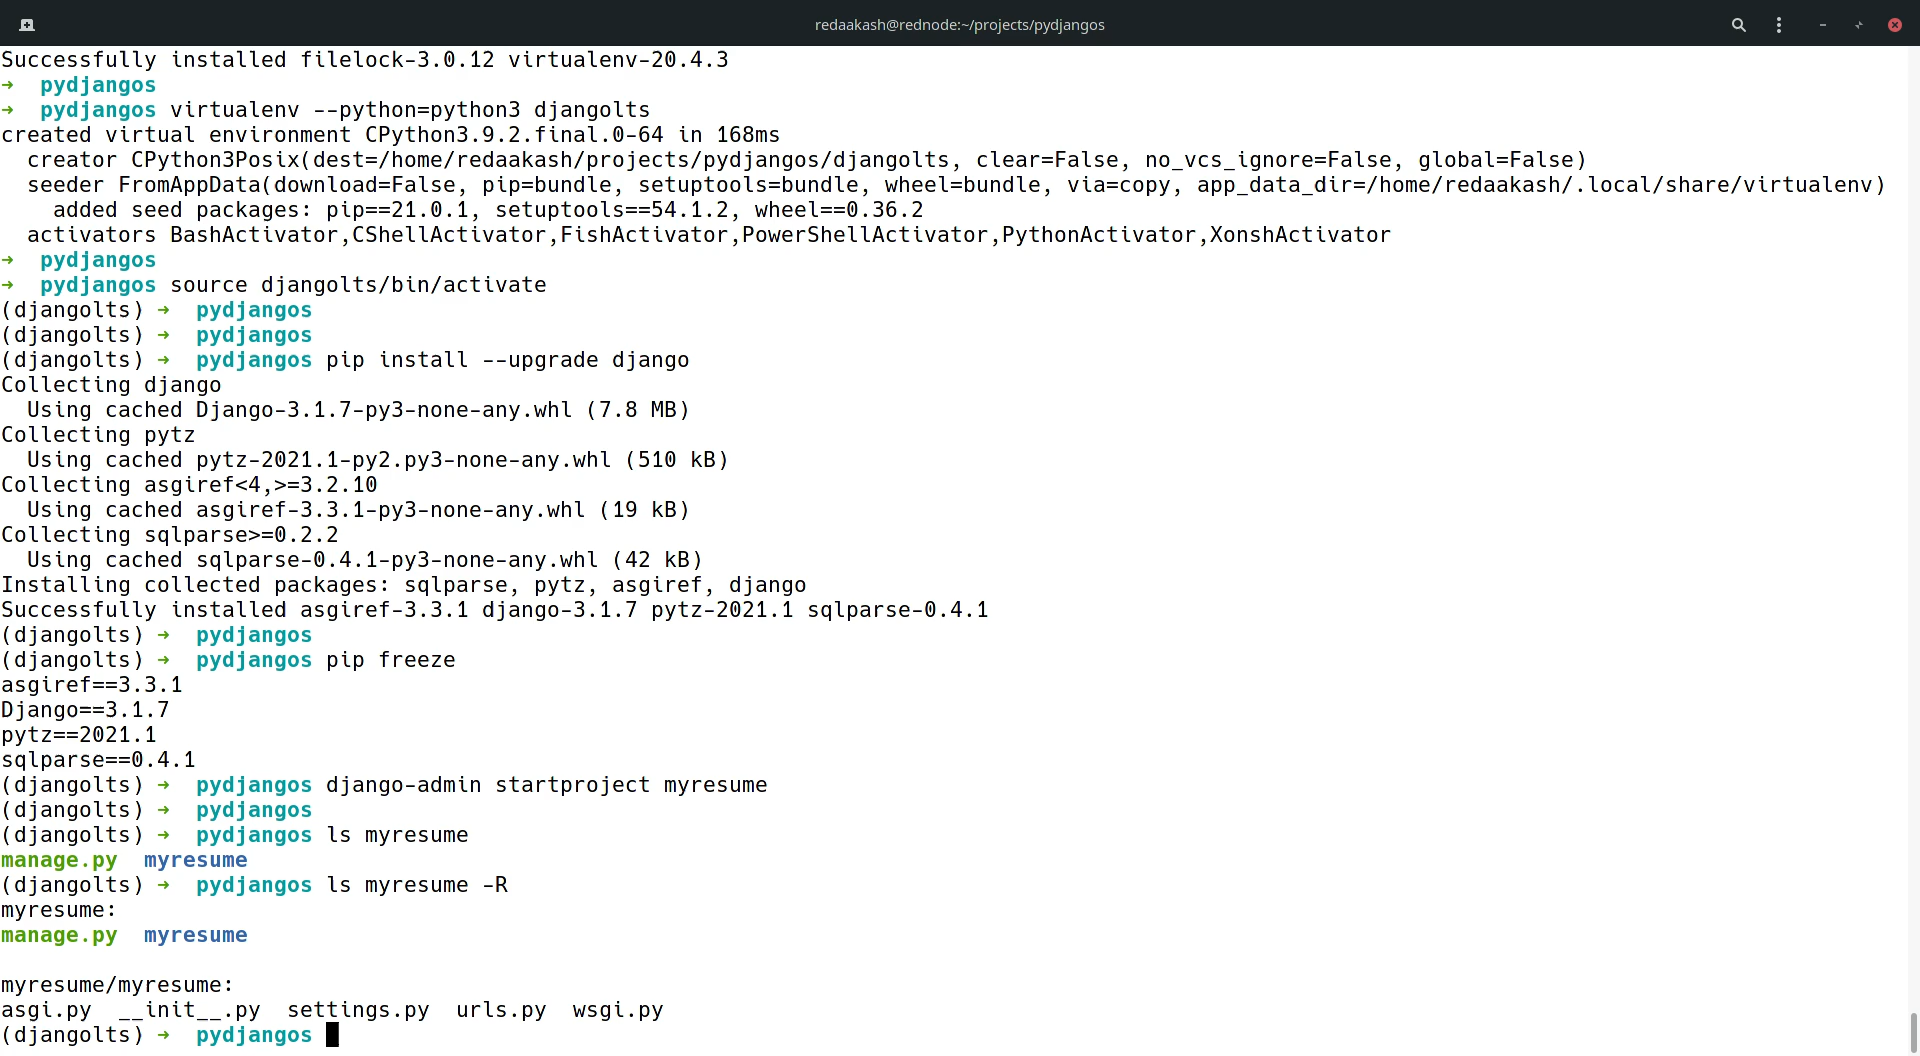 redaakash@rednode:~/projects/pydjangos
Successfully installed filelock-3.0.12 virtualenv-20.4.3
➜  pydjangos
➜  pydjangos virtualenv --python=python3 djangolts
created virtual environment CPython3.9.2.final.0-64 in 168ms
  creator CPython3Posix(dest=/home/redaakash/projects/pydjangos/djangolts, clear=False, no_vcs_ignore=False, global=False)
  seeder FromAppData(download=False, pip=bundle, setuptools=bundle, wheel=bundle, via=copy, app_data_dir=/home/redaakash/.local/share/virtualenv)
    added seed packages: pip==21.0.1, setuptools==54.1.2, wheel==0.36.2
  activators BashActivator,CShellActivator,FishActivator,PowerShellActivator,PythonActivator,XonshActivator
➜  pydjangos
➜  pydjangos source djangolts/bin/activate
(djangolts) ➜  pydjangos
(djangolts) ➜  pydjangos
(djangolts) ➜  pydjangos pip install --upgrade django
Collecting django
  Using cached Django-3.1.7-py3-none-any.whl (7.8 MB)
Collecting pytz
  Using cached pytz-2021.1-py2.py3-none-any.whl (510 kB)
Collecting asgiref<4,>=3.2.10
  Using cached asgiref-3.3.1-py3-none-any.whl (19 kB)
Collecting sqlparse>=0.2.2
  Using cached sqlparse-0.4.1-py3-none-any.whl (42 kB)
Installing collected packages: sqlparse, pytz, asgiref, django
Successfully installed asgiref-3.3.1 django-3.1.7 pytz-2021.1 sqlparse-0.4.1
(djangolts) ➜  pydjangos
(djangolts) ➜  pydjangos pip freeze
asgiref==3.3.1
Django==3.1.7
pytz==2021.1
sqlparse==0.4.1
(djangolts) ➜  pydjangos django-admin startproject myresume
(djangolts) ➜  pydjangos
(djangolts) ➜  pydjangos ls myresume
manage.py  myresume
(djangolts) ➜  pydjangos ls myresume -R
myresume:
manage.py  myresume

myresume/myresume:
asgi.py  __init__.py  settings.py  urls.py  wsgi.py
(djangolts) ➜  pydjangos